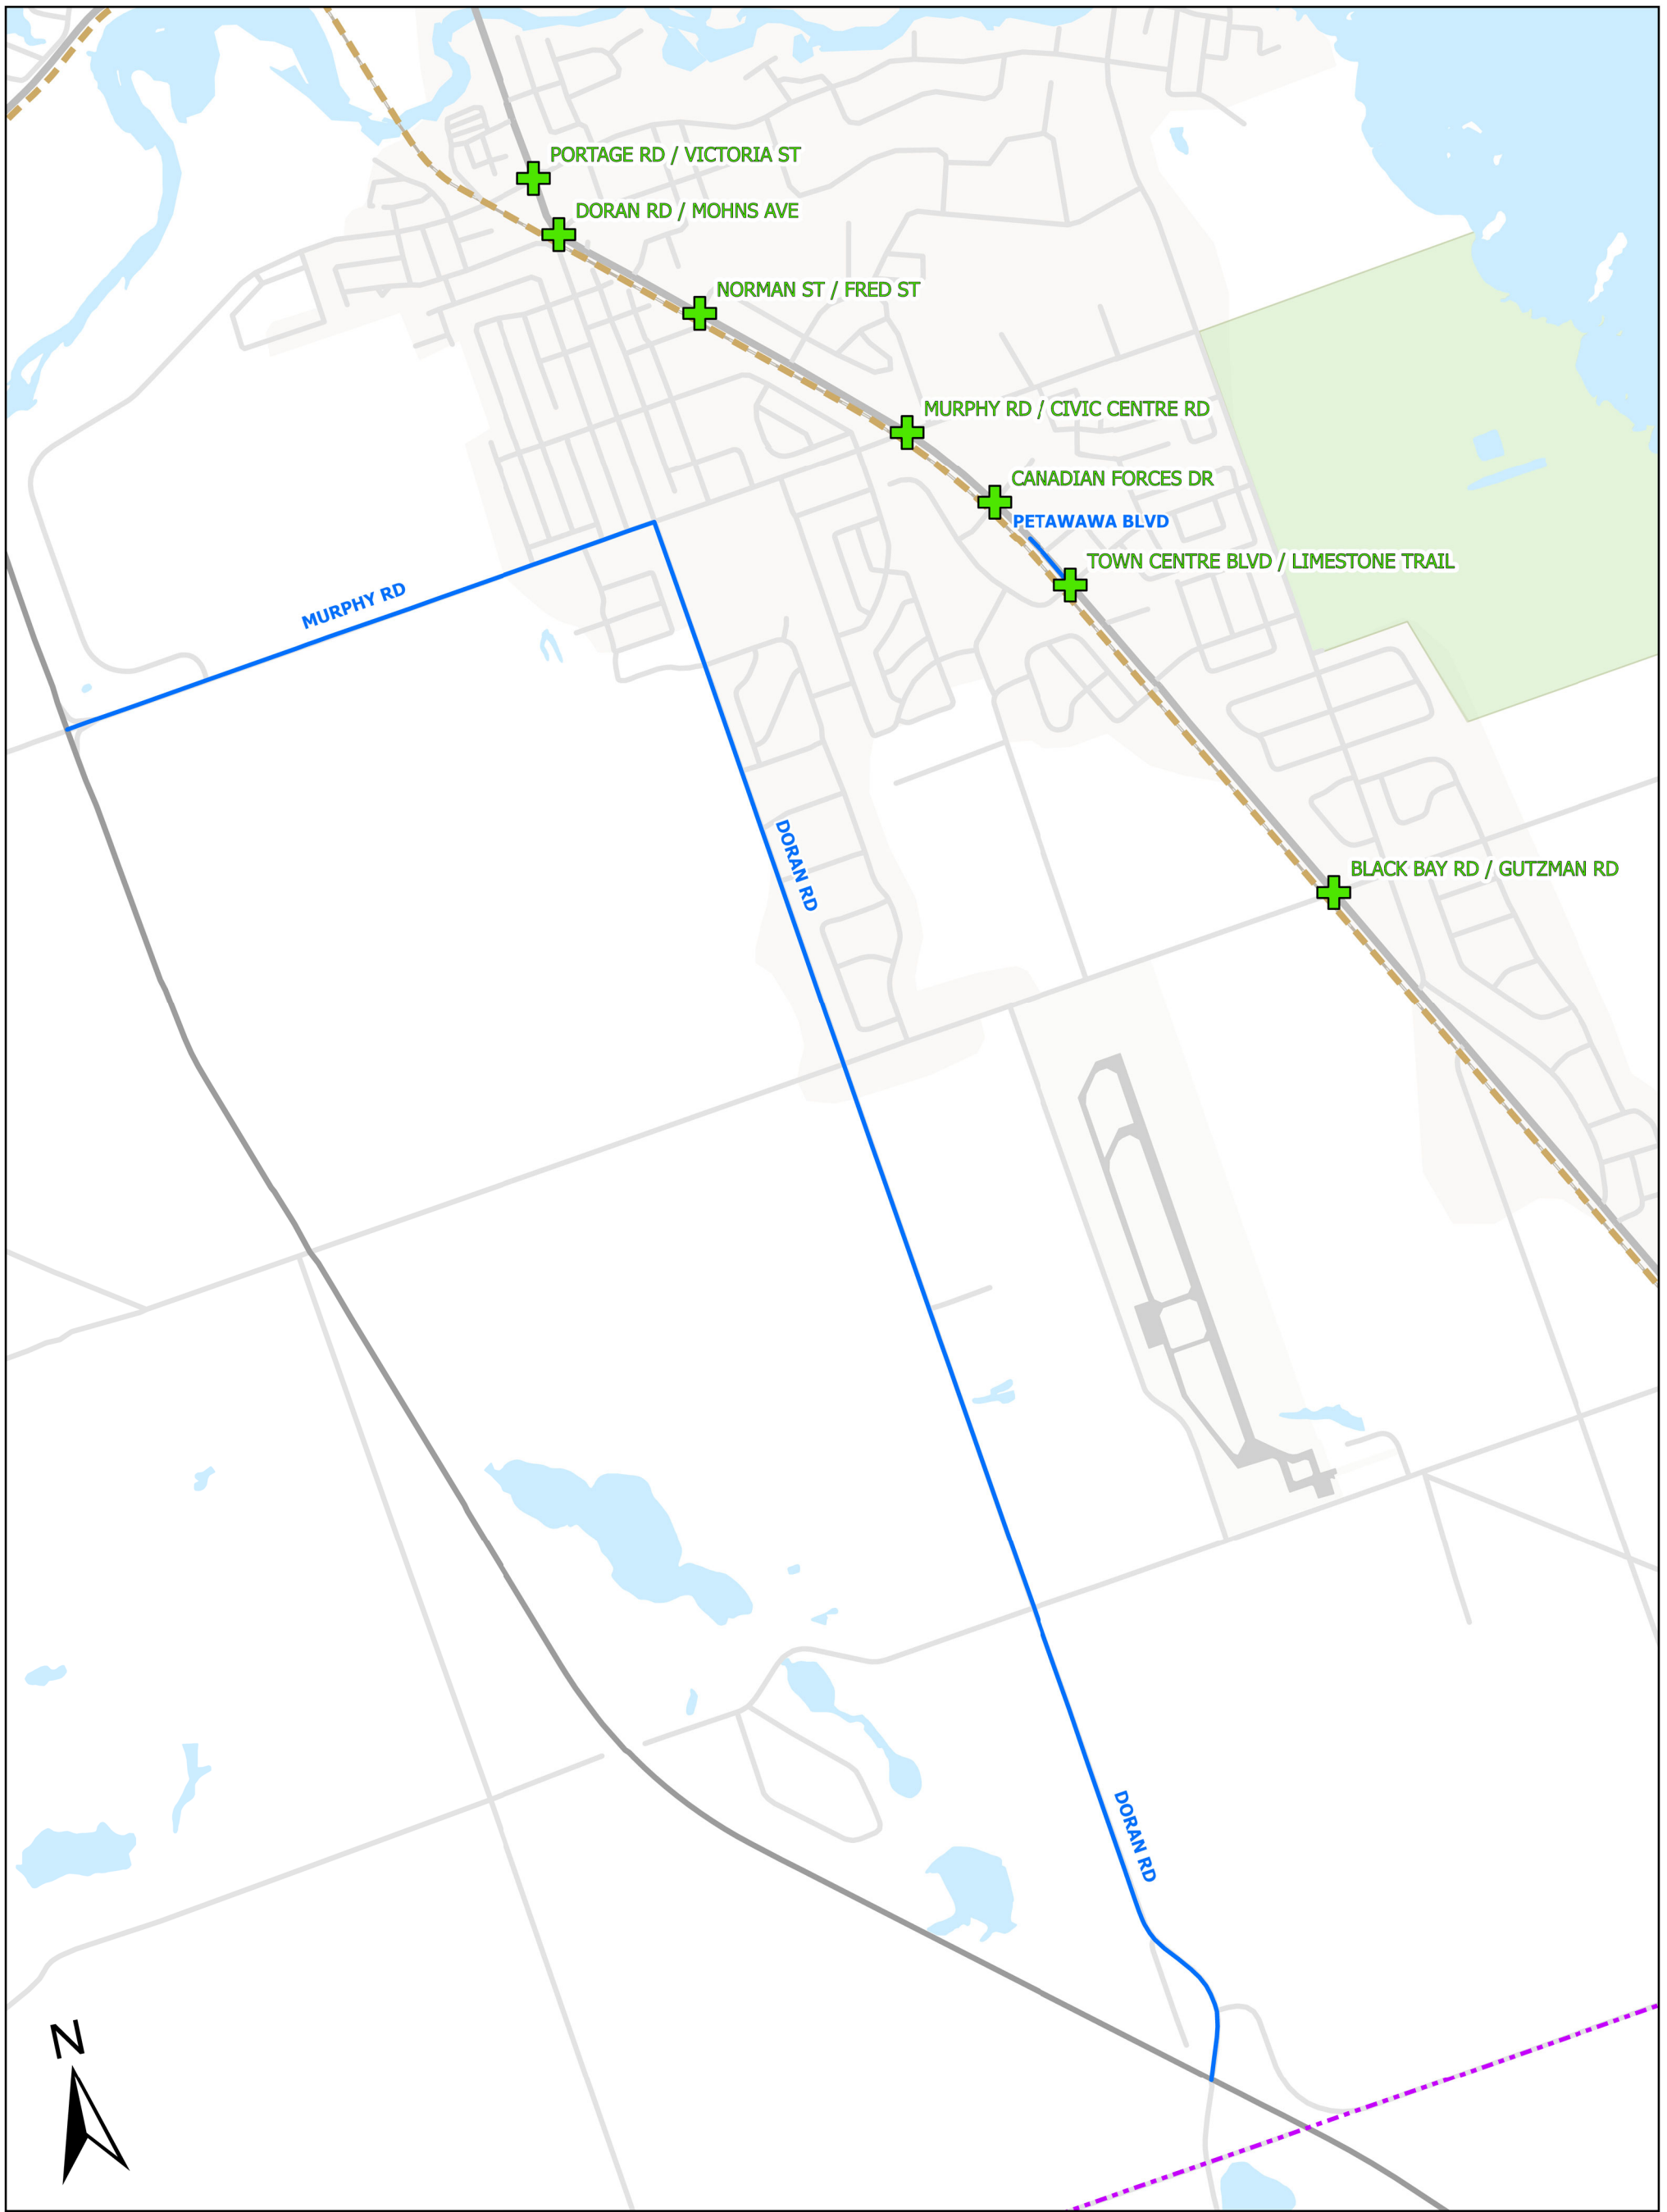 PORTAGE RD / VICTORIA ST
DORAN RD / MOHNS AVE
NORMAN ST / FRED ST
MURPHY RD / CIVIC CENTRE RD
CANADIAN FORCES DR
PETAWAWA BLVD
TOWN CENTRE BLVD / LIMESTONE TRAIL
MURPHY RD
DORAN RD
BLACK BAY RD / GUTZMAN RD
DORAN RD
N